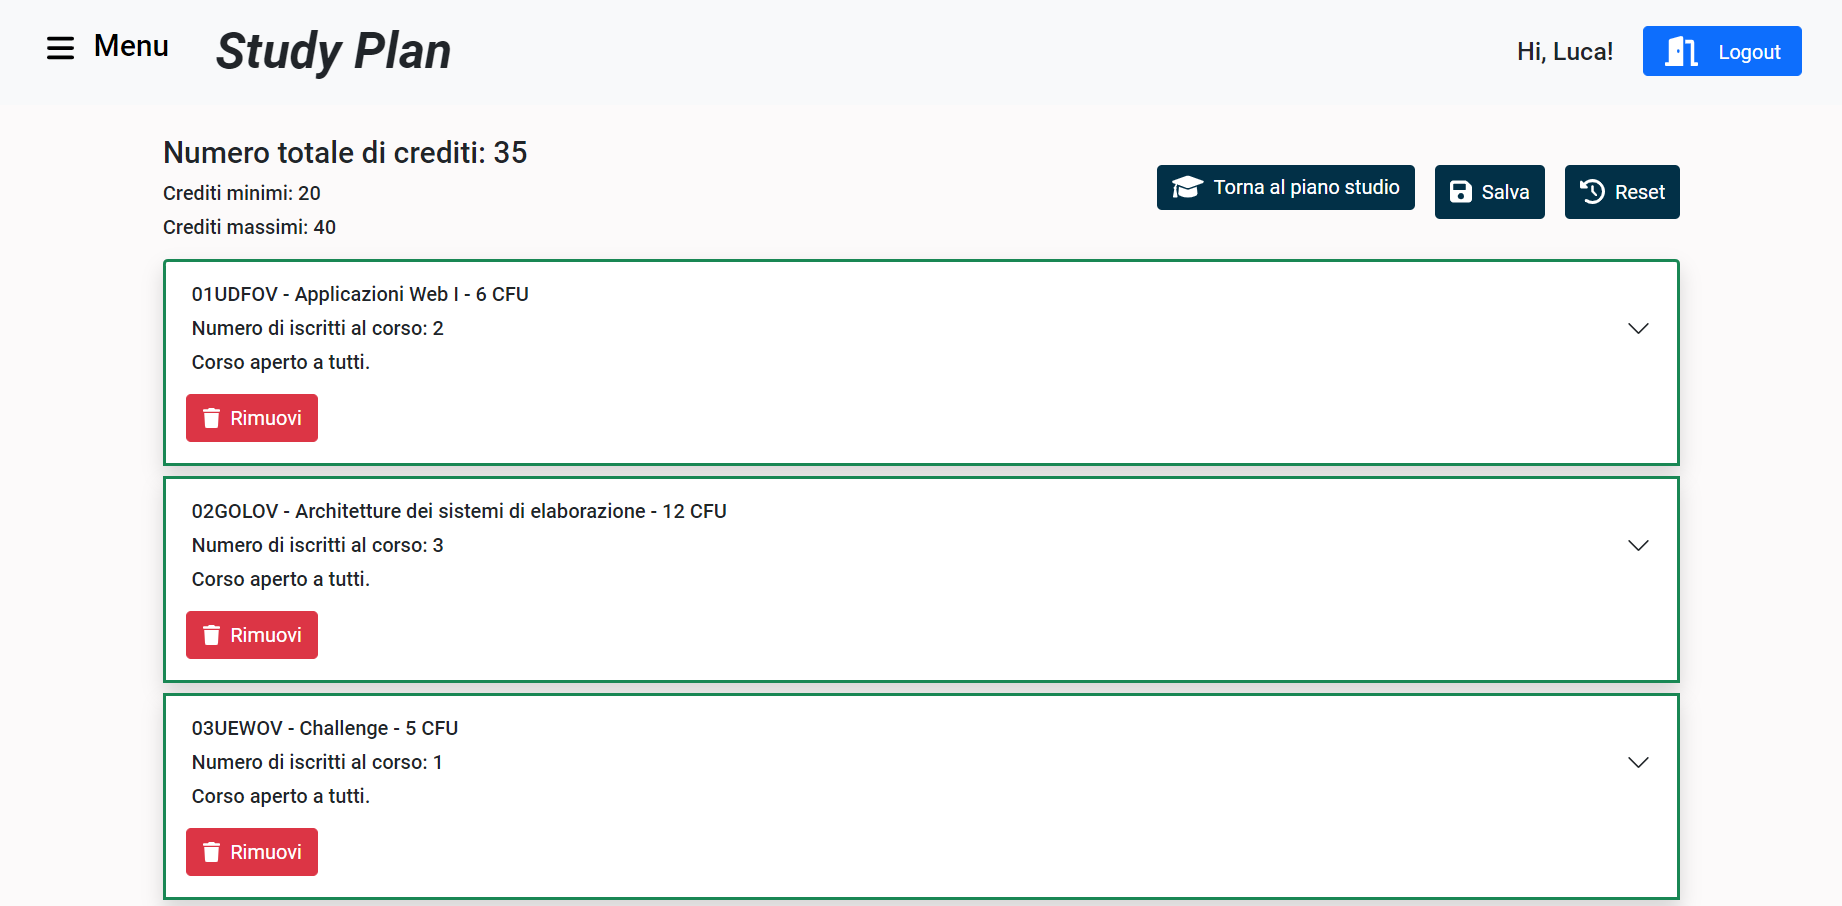 Menu
Study Plan
Hi, Luca!
Logout
Numero totale di crediti: 35
Crediti minimi: 20
Crediti massimi: 40
Torna al piano studio
Salva
Reset
01UDFOV - Applicazioni Web I - 6 CFU
Numero di iscritti al corso: 2
Corso aperto a tutti.
Rimuovi
02GOLOV - Architetture dei sistemi di elaborazione - 12 CFU
Numero di iscritti al corso: 3
Corso aperto a tutti.
Rimuovi
03UEWOV - Challenge - 5 CFU
Numero di iscritti al corso: 1
Corso aperto a tutti.
Rimuovi